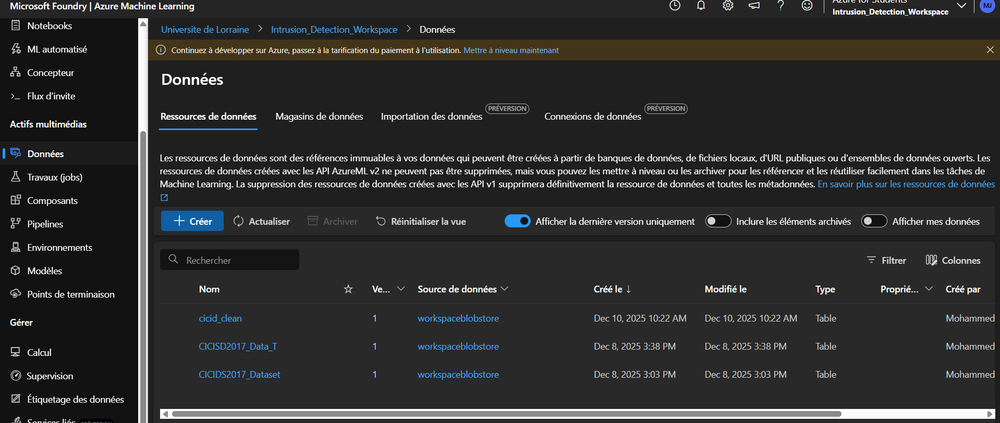 Microsoft Foundry | Azure Machine Learning
Azure for Students
Intrusion_Detection_Workspace
MJ
Notebooks
ML automatisé
Concepteur
Flux d'invite
Actifs multimédias
Données
Travaux (jobs)
Composants
Pipelines
Environnements
Modèles
Points de terminaison
Gérer
Calcul
Supervision
Étiquetage des données
Services liés PRÉVERSION
Universite de Lorraine > Intrusion_Detection_Workspace > Données
Continuez à développer sur Azure, passez à la tarification du paiement à l'utilisation. Mettre à niveau maintenant
Données
Ressources de données
Magasins de données
Importation des données PRÉVERSION
Connexions de données PRÉVERSION
Les ressources de données sont des références immuables à vos données qui peuvent être créées à partir de banques de données, de fichiers locaux, d'URL publiques ou d'ensembles de données ouverts. Les
ressources de données créées avec les API AzureML v2 ne peuvent pas être supprimées, mais vous pouvez les mettre à niveau ou les archiver pour les référencer et les réutiliser facilement dans les tâches de
Machine Learning. La suppression des ressources de données créées avec les API v1 supprimera définitivement la ressource de données et toutes les métadonnées. En savoir plus sur les ressources de données
Créer Actualiser Archiver Réinitialiser la vue Afficher la dernière version uniquement Inclure les éléments archivés Afficher mes données
Rechercher Filtrer Colonnes
Nom Ve... Source de données Créé le Modifié le Type Proprié... Créé par
cicid_clean 1 workspaceblobstore Dec 10, 2025 10:22 AM Dec 10, 2025 10:22 AM Table Mohammed
CICISD2017_Data_T 1 workspaceblobstore Dec 8, 2025 3:38 PM Dec 8, 2025 3:38 PM Table Mohammed
CICIDS2017_Dataset 1 workspaceblobstore Dec 8, 2025 3:03 PM Dec 8, 2025 3:03 PM Table Mohammed